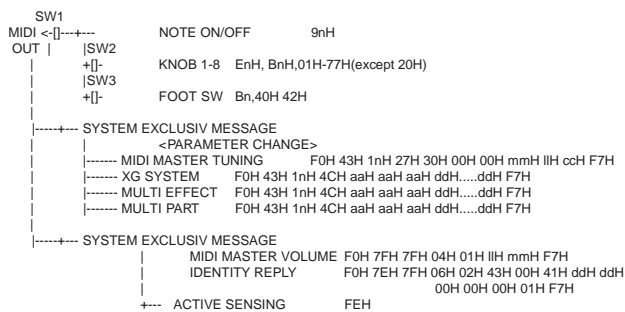 SW1
MIDI <-[]---+--- NOTE ON/OFF 9nH
OUT | |SW2
| +[]- KNOB 1-8 EnH, BnH,01H-77H(except 20H)
| |SW3
| +[]- FOOT SW Bn,40H 42H
|
|-----+--- SYSTEM EXCLUSIV MESSAGE
| | <PARAMETER CHANGE>
| |------- MIDI MASTER TUNING F0H 43H 1nH 27H 30H 00H 00H mmH llH ccH F7H
| |------- XG SYSTEM F0H 43H 1nH 4CH aaH aaH aaH ddH.....ddH F7H
| |------- MULTI EFFECT F0H 43H 1nH 4CH aaH aaH aaH ddH.....ddH F7H
| |------- MULTI PART F0H 43H 1nH 4CH aaH aaH aaH ddH.....ddH F7H
|
|-----+--- SYSTEM EXCLUSIV MESSAGE
| MIDI MASTER VOLUME F0H 7FH 7FH 04H 01H llH mmH F7H
| IDENTITY REPLY F0H 7EH 7FH 06H 02H 43H 00H 41H ddH ddH
| 00H 00H 00H 01H F7H
+--- ACTIVE SENSING FEH